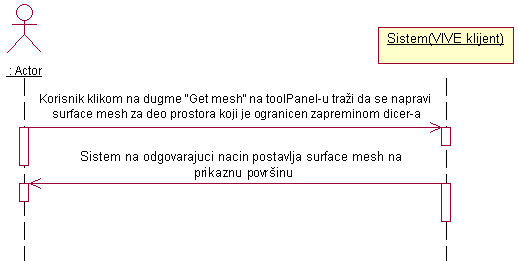 Sistem(VIVE klijent)
: Actor
Korisnik klikom na dugme "Get mesh" na toolPanel-u traži da se napravi
surface mesh za deo prostora koji je ogranicen zapreminom dicer-a
Sistem na odgovarajuci nacin postavlja surface mesh na
prikaznu površinu